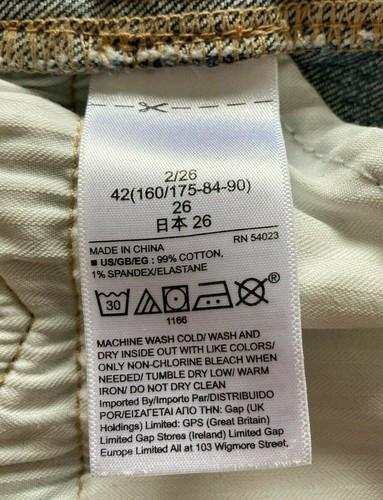 2/26
42(160/175-84-90)
26
日本 26
MADE IN CHINA RN 54023
■ US/GB/EG : 99% COTTON,
1% SPANDEX/ELASTANE
30 ®
1166
MACHINE WASH COLD/ WASH AND
DRY INSIDE OUT WITH LIKE COLORS/
ONLY NON-CHLORINE BLEACH WHEN
NEEDED/ TUMBLE DRY LOW/ WARM
IRON/ DO NOT DRY CLEAN
Imported By/Importo Par/DISTRIBUIDO
POR/ΕΙΣΑΓΕΤΑΙ ΑΠΟ ΤΗΝ: Gap (UK
Holdings) Limited: GPS (Great Britain)
Limited Gap Stores (Ireland) Limited Gap
Europe Limited All at 103 Wigmore Street,